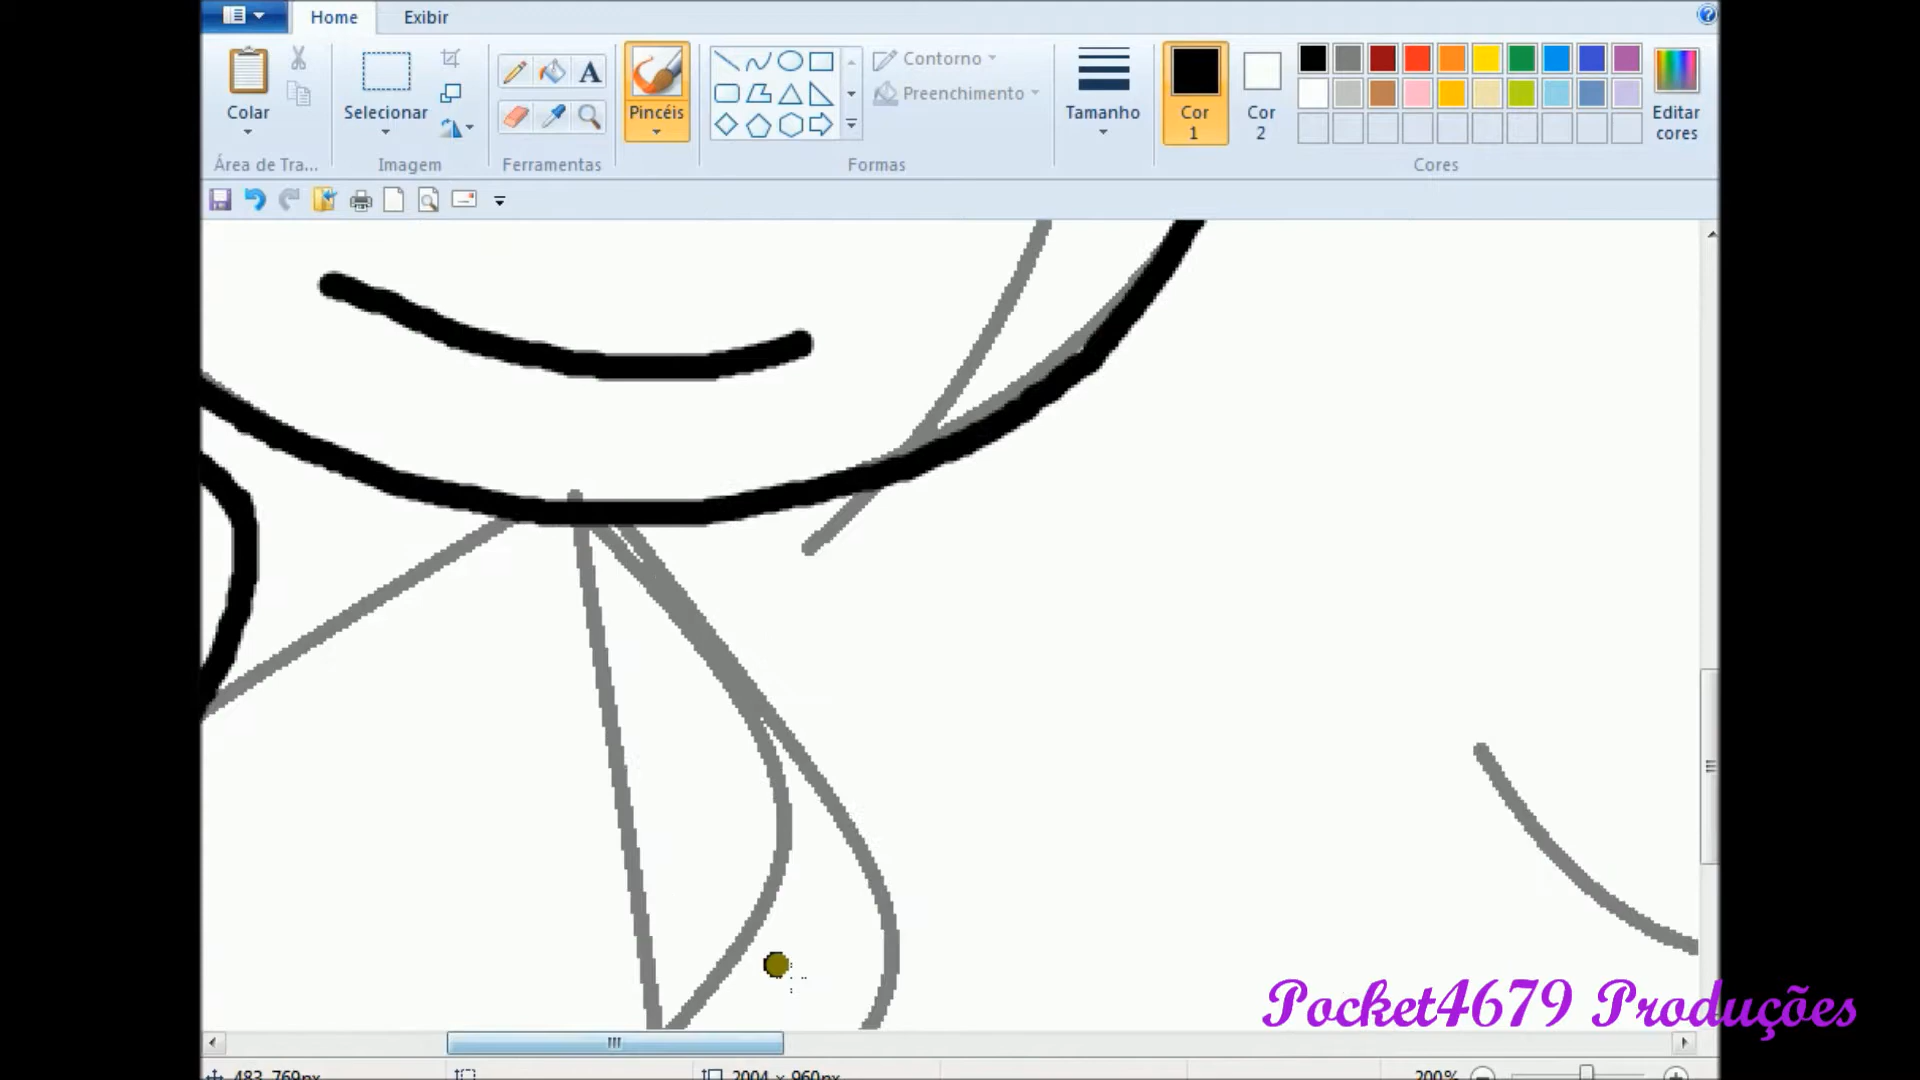 Home Exibir
Contorno
Preenchimento
Colar Selecionar Pincéis Tamanho Cor 1 Cor 2 Editar cores
Área de Tra... Imagem Ferramentas Formas Cores
Pocket4679 Produções
483, 769px 2004 × 960px 200%